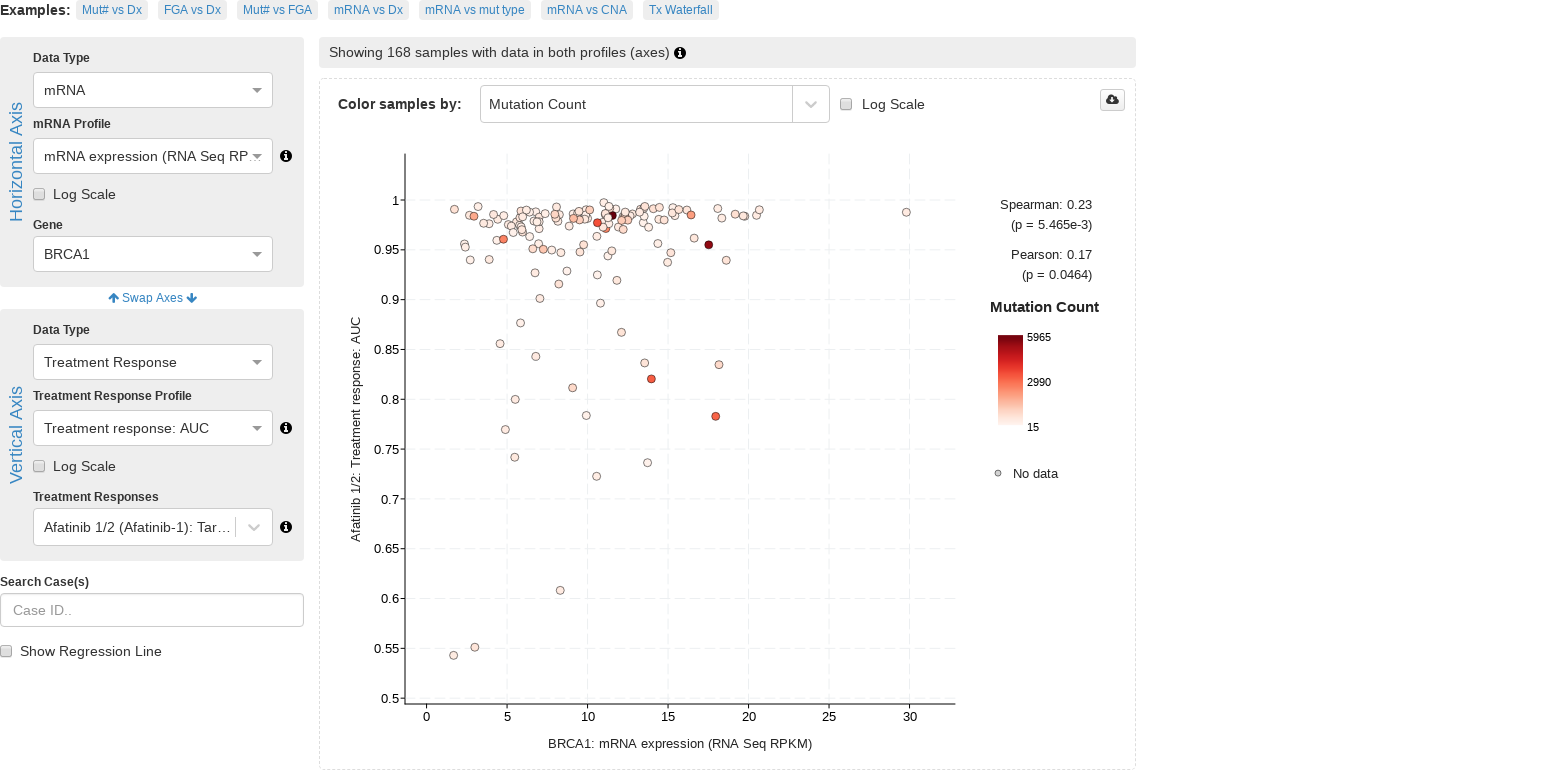 Examples: Mut# vs Dx FGA vs Dx Mut# vs FGA mRNA vs Dx mRNA vs mut type mRNA vs CNA Tx Waterfall
Horizontal Axis
Data Type
mRNA
mRNA Profile
mRNA expression (RNA Seq RP...
Log Scale
Gene
BRCA1
Swap Axes
Vertical Axis
Data Type
Treatment Response
Treatment Response Profile
Treatment response: AUC
Log Scale
Treatment Responses
Afatinib 1/2 (Afatinib-1): Tar...
Search Case(s)
Case ID..
Show Regression Line
Showing 168 samples with data in both profiles (axes)
Color samples by: Mutation Count Log Scale
Afatinib 1/2: Treatment response: AUC
1
0.95
0.9
0.85
0.8
0.75
0.7
0.65
0.6
0.55
0.5
0 5 10 15 20 25 30
BRCA1: mRNA expression (RNA Seq RPKM)
Spearman: 0.23
(p = 5.465e-3)
Pearson: 0.17
(p = 0.0464)
Mutation Count
5965
2990
15
No data